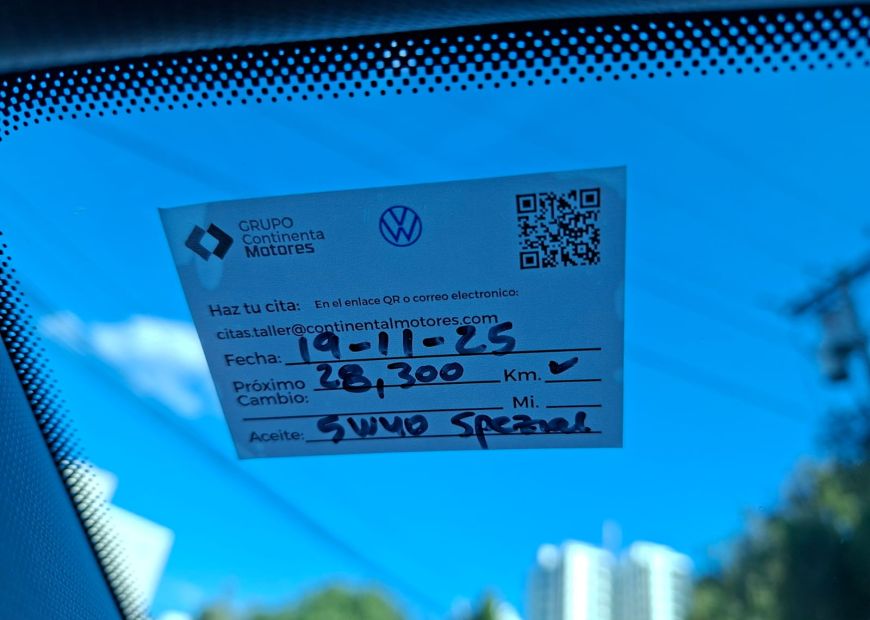 GRUPO
Continenta
Motores
Haz tu cita: En el enlace QR o correo electronico:
citas.taller@continentalmotores.com
Fecha: 19-11-25
Próximo Cambio: 28,300 Km. ✓
Mi.
Aceite: 5W40 Speznal